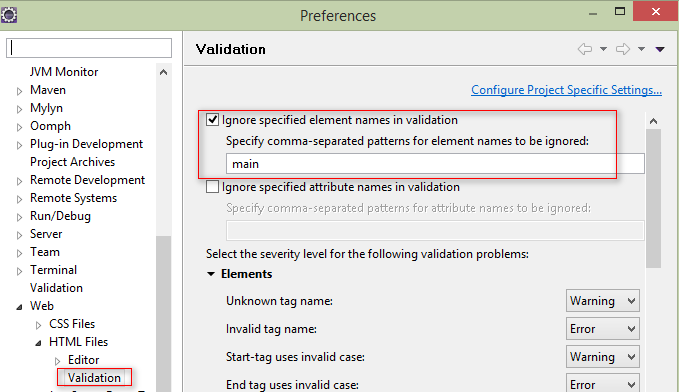 Preferences
JVM Monitor
Maven
Mylyn
Oomph
Plug-in Development
Project Archives
Remote Development
Remote Systems
Run/Debug
Server
Team
Terminal
Validation
Web
CSS Files
HTML Files
Editor
Validation
Validation
Configure Project Specific Settings...
Ignore specified element names in validation
Specify comma-separated patterns for element names to be ignored:
main
Ignore specified attribute names in validation
Specify comma-separated patterns for attribute names to be ignored:
Select the severity level for the following validation problems:
Elements
Unknown tag name: Warning
Invalid tag name: Error
Start-tag uses invalid case: Warning
End tag uses invalid case: Error